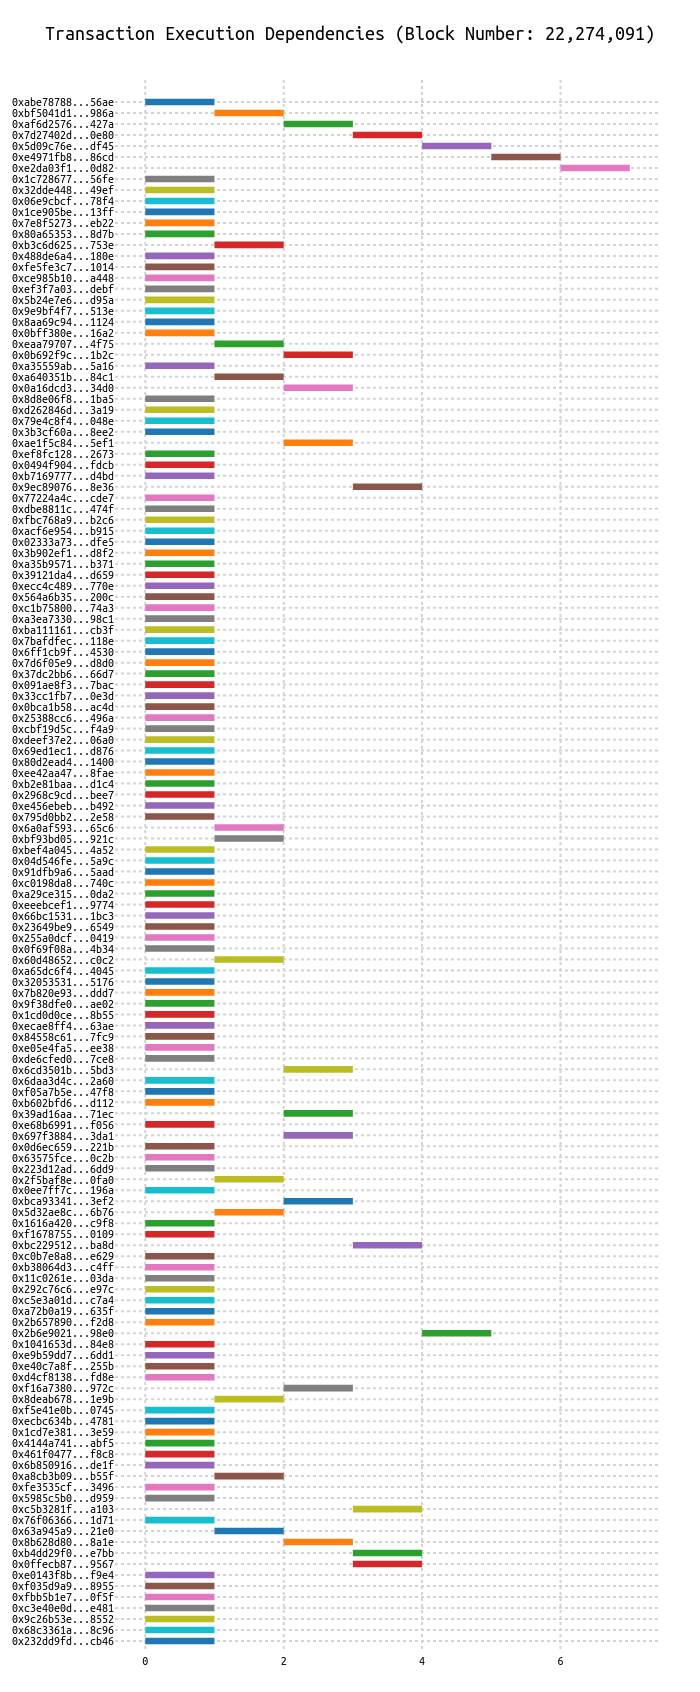 Transaction Execution Dependencies (Block Number: 22,274,091)
0xabe78788...56ae
0xbf5041d1...986a
0xaf6d2576...427a
0x7d27402d...0e80
0x5d09c76e...df45
0xe4971fb8...86cd
0xe2da03f1...0d82
0x1c728677...56fe
0x32dde448...49ef
0x06e9cbcf...78f4
0x1ce905be...13ff
0x7e8f5273...eb22
0x80a65353...8d7b
0xb3c6d625...753e
0x488de6a4...180e
0xfe5fe3c7...1014
0xce985b10...a448
0xef3f7a03...debf
0x5b24e7e6...d95a
0x9e9bf4f7...513e
0x8aa69c94...1124
0x0bff380e...16a2
0xeaa79707...4f75
0x0b692f9c...1b2c
0xa35559ab...5a16
0xa640351b...84c1
0x0a16dcd3...34d0
0x8d8e06f8...1ba5
0xd262846d...3a19
0x79e4c8f4...048e
0x3b3cf60a...8ee2
0xae1f5c84...5ef1
0xef8fc128...2673
0x0494f904...fdcb
0xb7169777...d4bd
0x9ec89076...8e36
0x77224a4c...cde7
0xdbe8811c...474f
0xfbc768a9...b2c6
0xacf6e954...b915
0x02333a73...dfe5
0x3b902ef1...d8f2
0xa35b9571...b371
0x39121da4...d659
0xecc4c489...770e
0x564a6b35...200c
0xc1b75800...74a3
0xa3ea7330...98c1
0xba111161...cb3f
0x7bafdfec...118e
0x6ff1cb9f...4530
0x7d6f05e9...d8d0
0x37dc2bb6...66d7
0x091ae8f3...7bac
0x33cc1fb7...0e3d
0x0bca1b58...ac4d
0x25388cc6...496a
0xcbf19d5c...f4a9
0xdeef37e2...06a0
0x69ed1ec1...d876
0x80d2ead4...1400
0xee42aa47...8fae
0xb2e81baa...d1c4
0x2968c9cd...bee7
0xe456ebeb...b492
0x795d0bb2...2e58
0x6a0af593...65c6
0xbf93bd05...921c
0xbef4a045...4a52
0x04d546fe...5a9c
0x91dfb9a6...5aad
0xc0198da8...740c
0xa29ce315...0da2
0xeeebcef1...9774
0x66bc1531...1bc3
0x23649be9...6549
0x255a0dcf...0419
0x0f69f08a...4b34
0x60d48652...c0c2
0xa65dc6f4...4045
0x32053531...5176
0x7b820e93...ddd7
0x9f38dfe0...ae02
0x1cd0d0ce...8b55
0xecae8ff4...63ae
0x84558c61...7fc9
0xe05e4fa5...ee38
0xde6cfed0...7ce8
0x6cd3501b...5bd3
0x6daa3d4c...2a60
0xf05a7b5e...47f8
0xb602bfd6...d112
0x39ad16aa...71ec
0xe68b6991...f056
0x697f3884...3da1
0x0d6ec659...221b
0x63575fce...0c2b
0x223d12ad...6dd9
0x2f5baf8e...0fa0
0x0ee7ff7c...196a
0xbca93341...3ef2
0x5d32ae8c...6b76
0x1616a420...c9f8
0xf1678755...0109
0xbc229512...ba8d
0xc0b7e8a8...e629
0xb38064d3...c4ff
0x11c0261e...03da
0x292c76c6...e97c
0xc5e3a01d...c7a4
0xa72b0a19...635f
0x2b657890...f2d8
0x2b6e9021...98e0
0x1041653d...84e8
0xe9b59dd7...6dd1
0xe40c7a8f...255b
0xd4cf8138...fd8e
0xf16a7380...972c
0x8deab678...1e9b
0xf5e41e0b...0745
0xecbc634b...4781
0x1cd7e381...3e59
0x4144a741...abf5
0x461f0477...f8c8
0x6b850916...de1f
0xa8cb3b09...b55f
0xfe3535cf...3496
0x5985c5b0...d959
0xc5b3281f...a103
0x76f06366...1d71
0x63a945a9...21e0
0x8b628d80...8a1e
0xb4dd29f0...e7bb
0x0ffecb87...9567
0xe0143f8b...f9e4
0xf035d9a9...8955
0xfbb5b1e7...0f5f
0xc3e40e0d...e481
0x9c26b53e...8552
0x68c3361a...8c96
0x232dd9fd...cb46
0 2 4 6